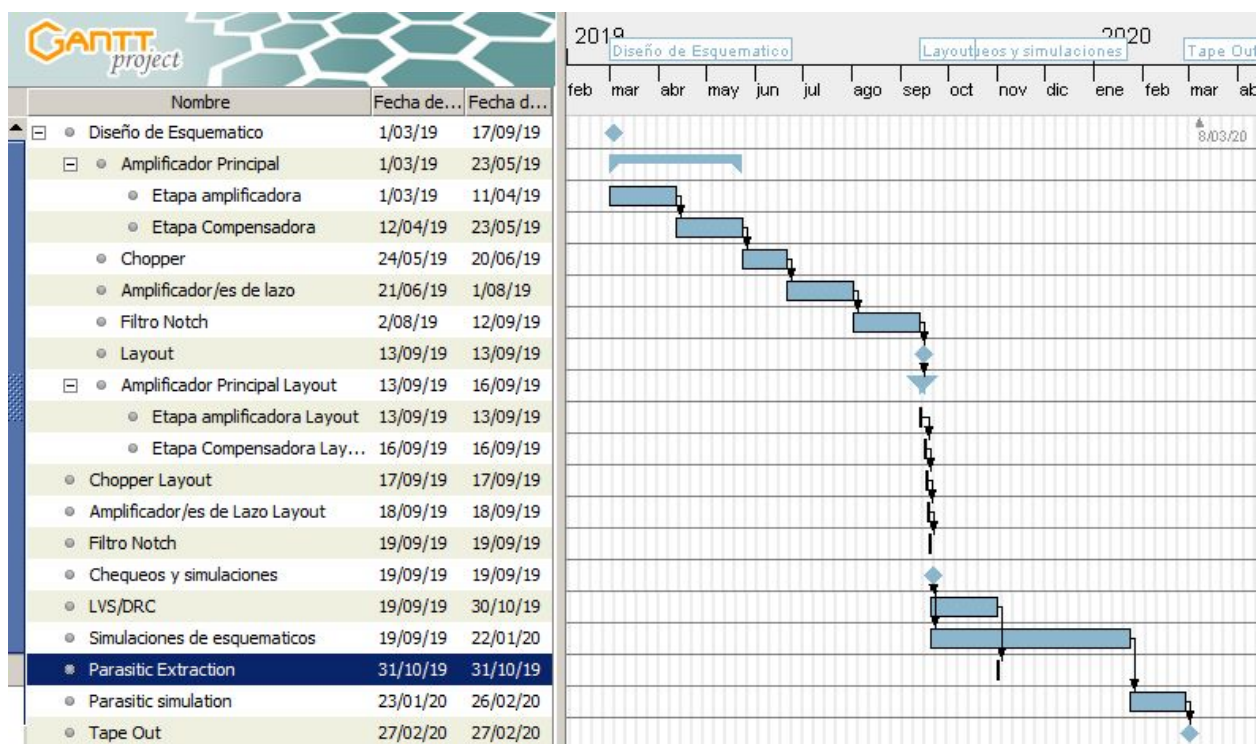 GANTT
project
2019 2020
Diseño de Esquematico Layout eos y simulaciones Tape Out
feb mar abr may jun jul ago sep oct nov dic ene feb mar ab
Nombre Fecha de... Fecha d...
8/03/20
Diseño de Esquematico 1/03/19 17/09/19
Amplificador Principal 1/03/19 23/05/19
Etapa amplificadora 1/03/19 11/04/19
Etapa Compensadora 12/04/19 23/05/19
Chopper 24/05/19 20/06/19
Amplificador/es de lazo 21/06/19 1/08/19
Filtro Notch 2/08/19 12/09/19
Layout 13/09/19 13/09/19
Amplificador Principal Layout 13/09/19 16/09/19
Etapa amplificadora Layout 13/09/19 13/09/19
Etapa Compensadora Lay... 16/09/19 16/09/19
Chopper Layout 17/09/19 17/09/19
Amplificador/es de Lazo Layout 18/09/19 18/09/19
Filtro Notch 19/09/19 19/09/19
Chequeos y simulaciones 19/09/19 19/09/19
LVS/DRC 19/09/19 30/10/19
Simulaciones de esquematicos 19/09/19 22/01/20
Parasitic Extraction 31/10/19 31/10/19
Parasitic simulation 23/01/20 26/02/20
Tape Out 27/02/20 27/02/20